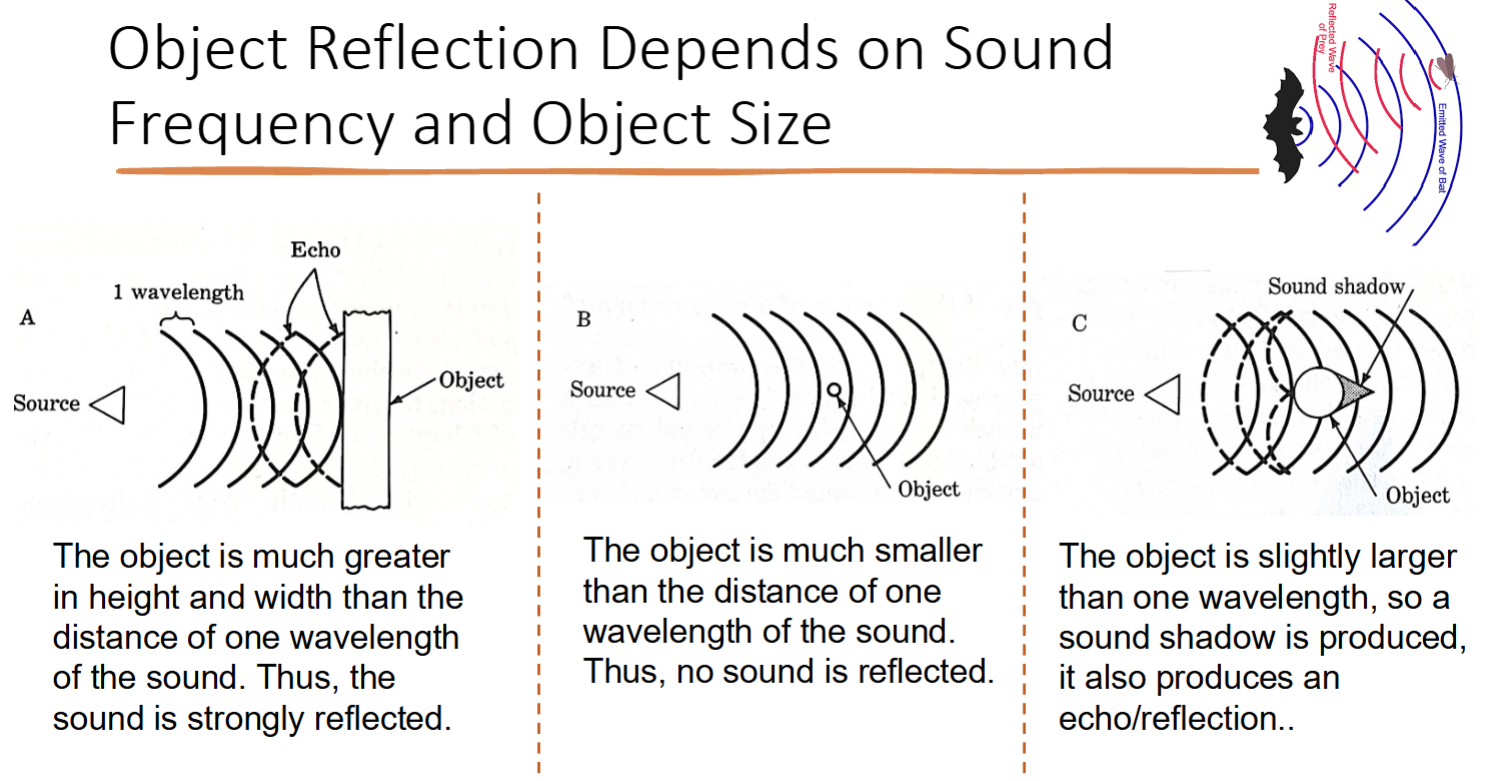 Object Reflection Depends on Sound
Frequency and Object Size
Reflected Wave
of Prey
Emitted Wave of Bat
Echo
1 wavelength
A
Source
Object
The object is much greater
in height and width than the
distance of one wavelength
of the sound. Thus, the
sound is strongly reflected.
B
Source
Object
The object is much smaller
than the distance of one
wavelength of the sound.
Thus, no sound is reflected.
Sound shadow
C
Source
Object
The object is slightly larger
than one wavelength, so a
sound shadow is produced,
it also produces an
echo/reflection..